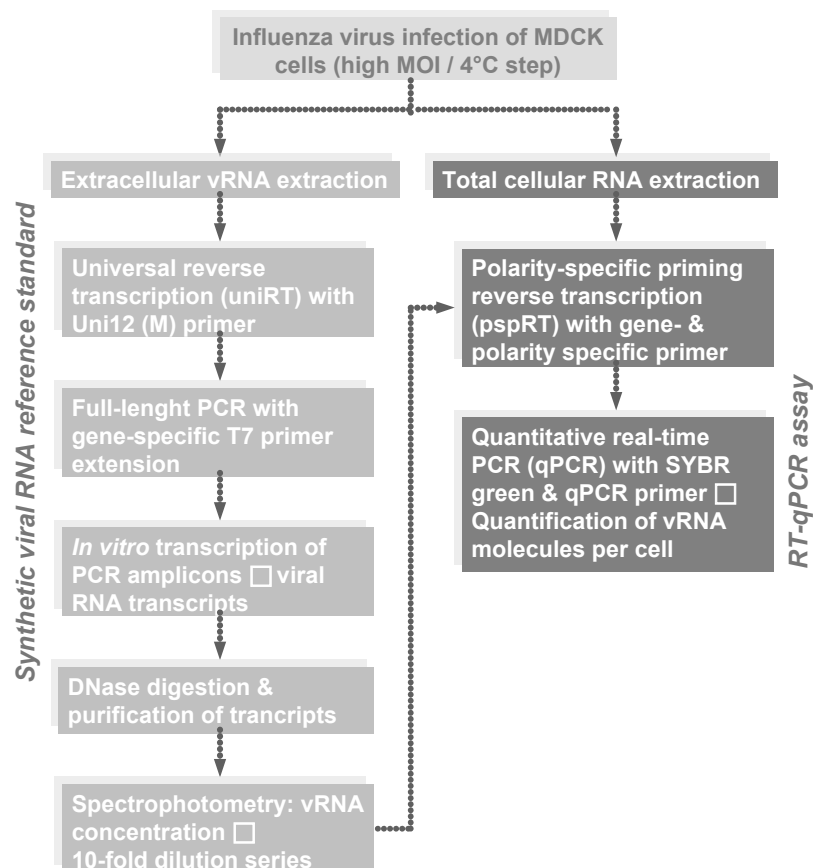 Influenza virus infection of MDCK
cells (high MOI / 4°C step)
Extracellular vRNA extraction
Total cellular RNA extraction
Synthetic viral RNA reference standard
Universal reverse
transcription (uniRT) with
Uni12 (M) primer
Full-lenght PCR with
gene-specific T7 primer
extension
In vitro transcription of
PCR amplicons □ viral
RNA transcripts
DNase digestion &
purification of trancripts
Spectrophotometry: vRNA
concentration □
10-fold dilution series
Polarity-specific priming
reverse transcription
(pspRT) with gene- &
polarity specific primer
Quantitative real-time
PCR (qPCR) with SYBR
green & qPCR primer □
Quantification of vRNA
molecules per cell
RT-qPCR assay